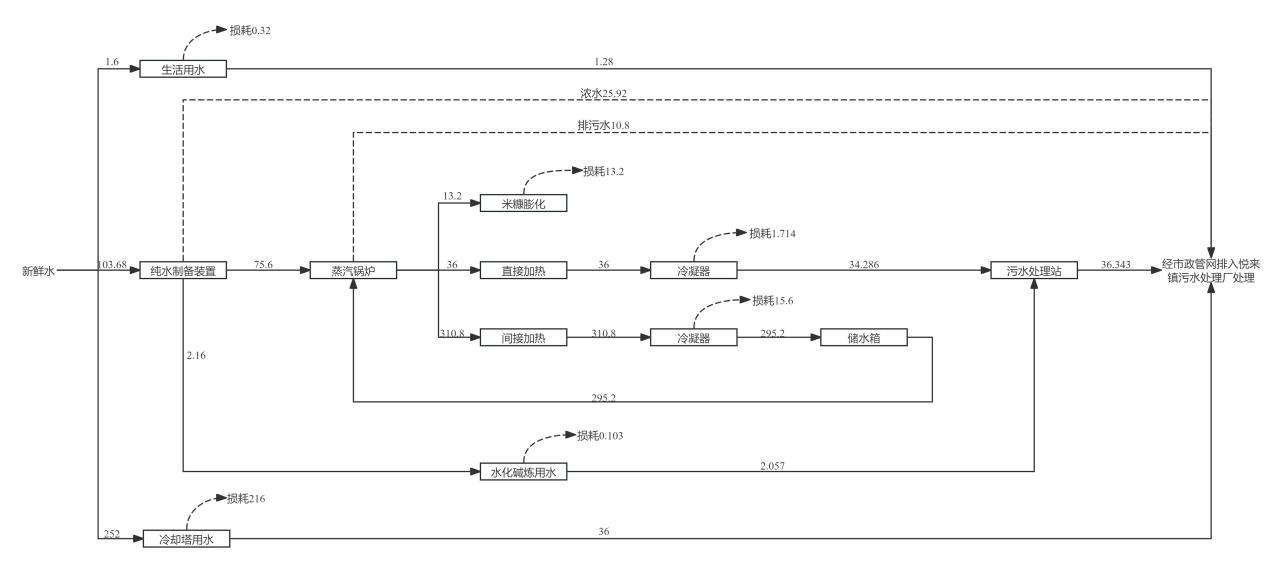 损耗0.32
1.6
生活用水
1.28
浓水25.92
排污水10.8
损耗13.2
13.2
米糠膨化
损耗1.714
新鲜水
103.68
纯水制备装置
75.6
蒸汽锅炉
36
直接加热
36
冷凝器
34.286
污水处理站
36.343
经市政管网排入悦来
镇污水处理厂处理
损耗15.6
310.8
间接加热
310.8
冷凝器
295.2
储水箱
2.16
295.2
损耗0.103
水化碱炼用水
2.057
损耗216
252
冷却塔用水
36